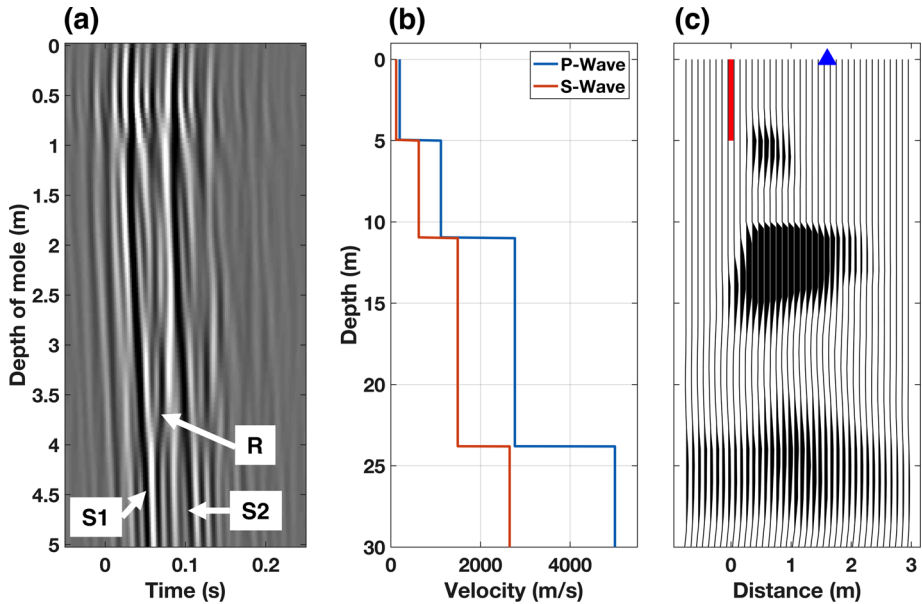 (a)
(b)
(c)
0
0.5
1
1.5
2
2.5
3
3.5
4
4.5
5
Depth of mole (m)
R
S1
S2
0
0.1
0.2
Time (s)
0
5
10
15
20
25
30
Depth (m)
P-Wave
S-Wave
0
2000
4000
Velocity (m/s)
0
1
2
3
Distance (m)